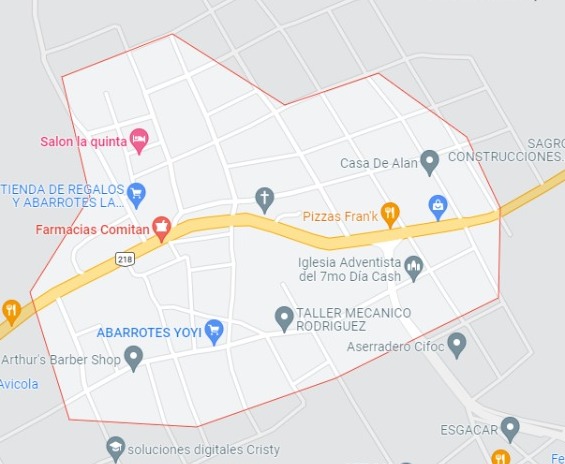 SAGRO
Salon la quinta
Casa De Alan
CONSTRUCCIONES.
TIENDA DE REGALOS
Y ABARROTES LA...
Pizzas Fran'k
Farmacias Comitan
218
Iglesia Adventista
del 7mo Día Cash
TALLER MECANICO
RODRIGUEZ
ABARROTES YOYI
Aserradero Cifoc
Arthur's Barber Shop
Avicola
ESGACAR
soluciones digitales Cristy
Fe